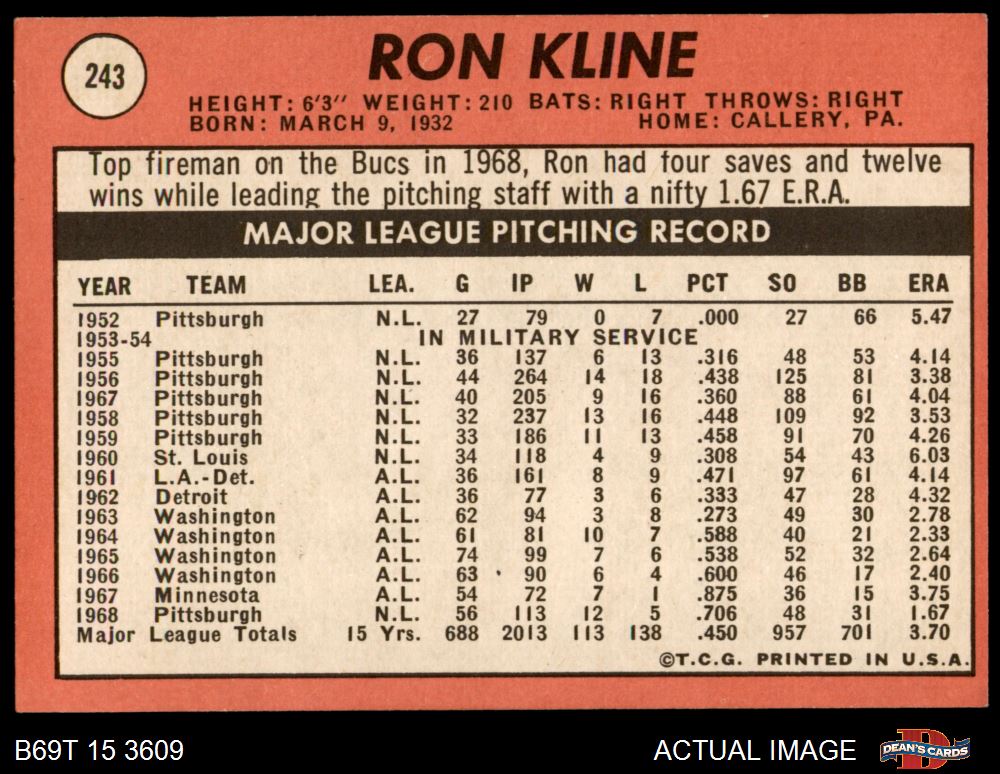 243
RON KLINE
HEIGHT: 6'3" WEIGHT: 210 BATS: RIGHT THROWS: RIGHT
BORN: MARCH 9, 1932 HOME: CALLERY, PA.
Top fireman on the Bucs in 1968, Ron had four saves and twelve
wins while leading the pitching staff with a nifty 1.67 E.R.A.
MAJOR LEAGUE PITCHING RECORD
YEAR TEAM LEA. G IP W L PCT SO BB ERA
1952 Pittsburgh N.L. 27 79 0 7 .000 27 66 5.47
1953-54 IN MILITARY SERVICE
1955 Pittsburgh N.L. 36 137 6 13 .316 48 53 4.14
1956 Pittsburgh N.L. 44 264 14 18 .438 125 81 3.38
1967 Pittsburgh N.L. 40 205 9 16 .360 88 61 4.04
1958 Pittsburgh N.L. 32 237 13 16 .448 109 92 3.53
1959 Pittsburgh N.L. 33 186 11 13 .458 91 70 4.26
1960 St. Louis N.L. 34 118 4 9 .308 54 43 6.03
1961 L.A.-Det. A.L. 36 161 8 9 .471 97 61 4.14
1962 Detroit A.L. 36 77 3 6 .333 47 28 4.32
1963 Washington A.L. 62 94 3 8 .273 49 30 2.78
1964 Washington A.L. 61 81 10 7 .588 40 21 2.33
1965 Washington A.L. 74 99 7 6 .538 52 32 2.64
1966 Washington A.L. 63 90 6 4 .600 46 17 2.40
1967 Minnesota A.L. 54 72 7 1 .875 36 15 3.75
1968 Pittsburgh N.L. 56 113 12 5 .706 48 31 1.67
Major League Totals 15 Yrs. 688 2013 113 138 .450 957 701 3.70
©T.C.G. PRINTED IN U.S.A.
B69T 15 3609 ACTUAL IMAGE DEAN'S CARDS